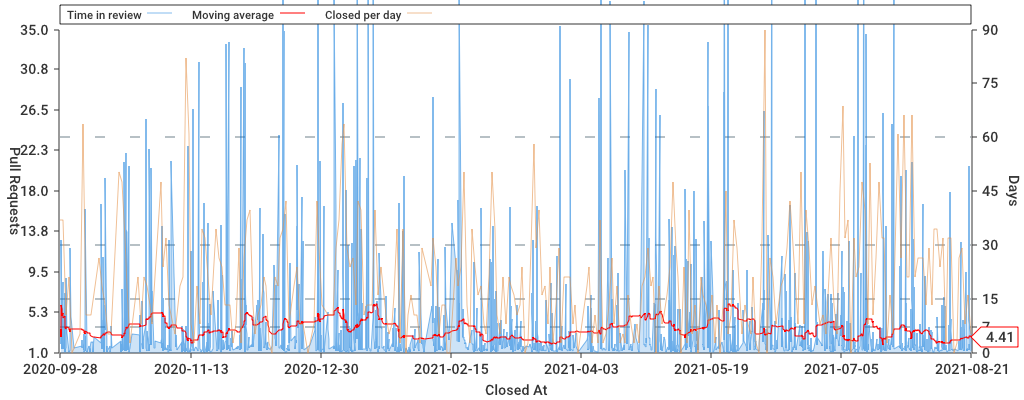 Time in review Moving average Closed per day
35.0 90
30.8 75
26.5 60
22.3 45
18.0 30
13.8 15
9.5 7
5.3 0
1.0
Pull Requests
Days
4.41
2020-09-28 2020-11-13 2020-12-30 2021-02-15 2021-04-03 2021-05-19 2021-07-05 2021-08-21
Closed At